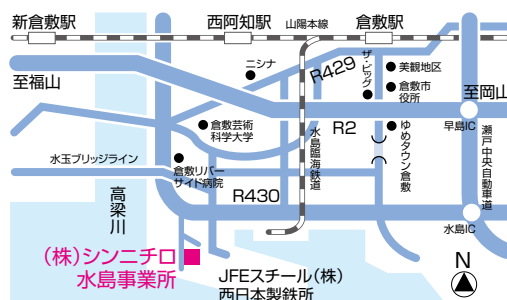 新倉敷駅
西阿知駅
山陽本線
倉敷駅
ニシナ
R429
ザ・ビッグ
美観地区
倉敷市
役所
至福山
至岡山
倉敷芸術
科学大学
水島臨海鉄道
R2
ゆめタウン倉敷
早島IC
瀬戸中央自動車道
水玉ブリッジライン
倉敷リバー
サイド病院
高梁川
R430
水島IC
(株)シンニチロ
水島事業所
JFEスチール(株)
西日本製鉄所
N